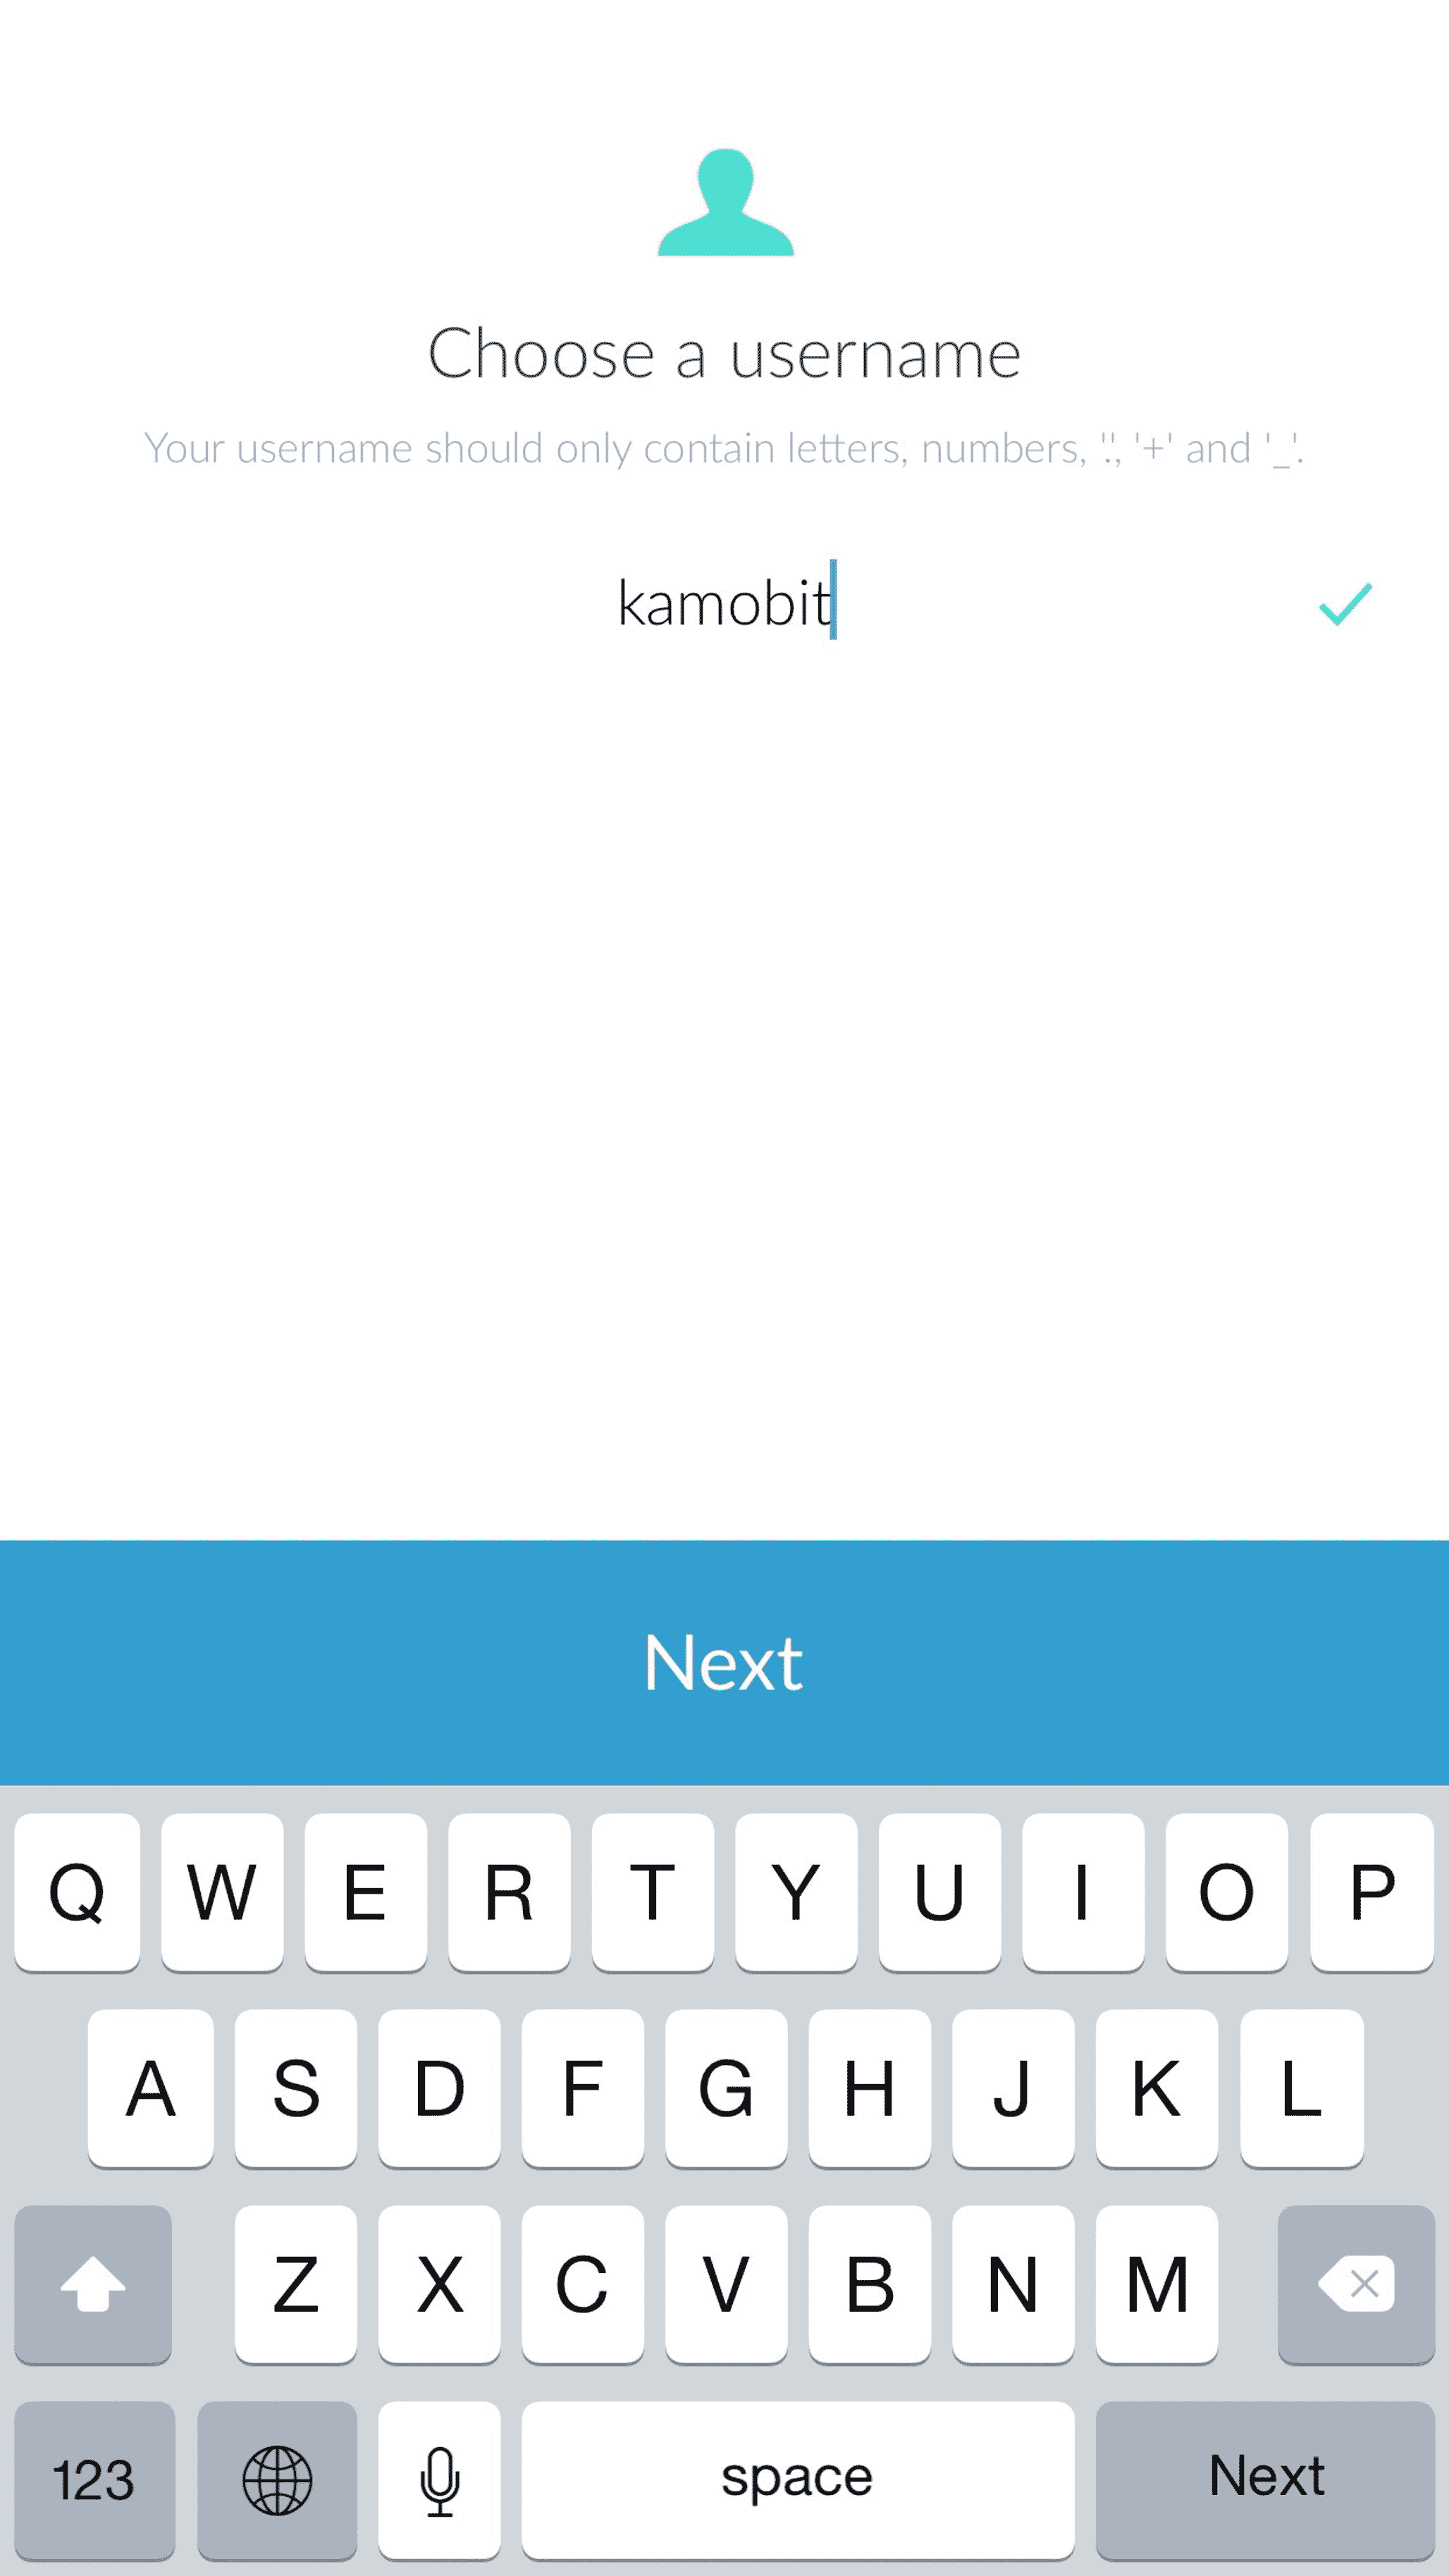 Choose a username
Your username should only contain letters, numbers, '.', '+' and '_'.
kamobit
Next
Q W E R T Y U I O P
A S D F G H J K L
Z X C V B N M
123 space Next